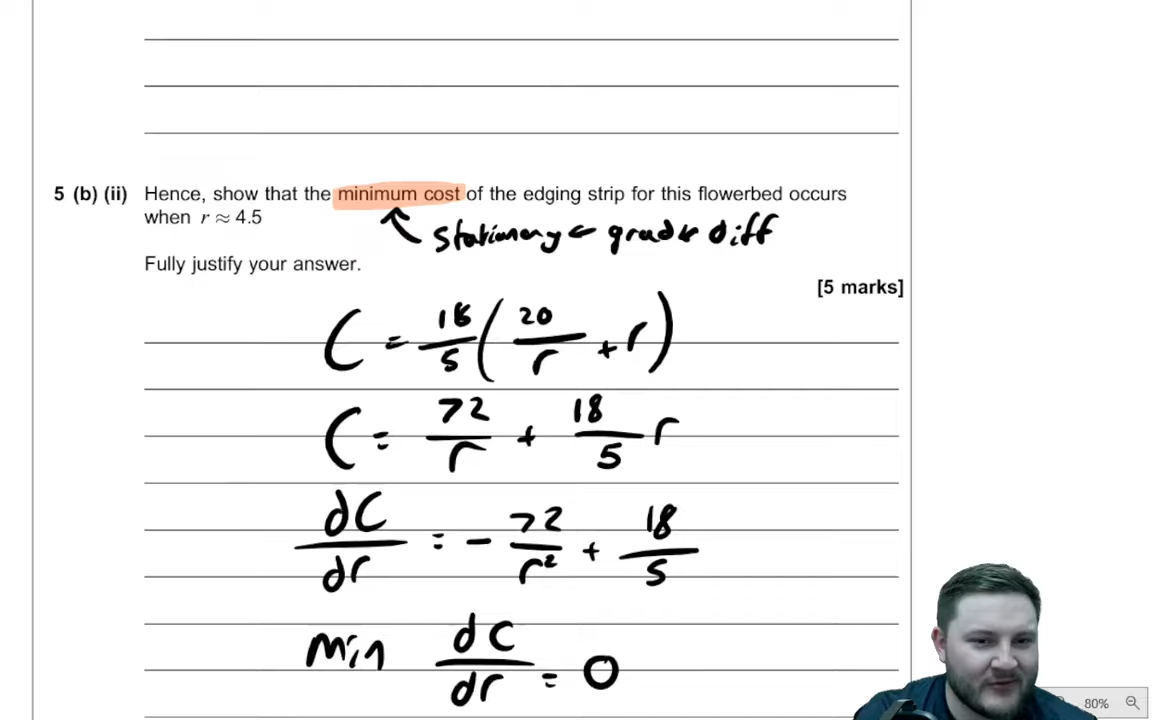 5 (b) (ii) Hence, show that the minimum cost of the edging strip for this flowerbed occurs
when r ≈ 4.5
stationary ← grad ← diff
Fully justify your answer.
[5 marks]
C = 18/5 ( 20/r + r )
C = 72/r + 18/5 r
dC/dr = - 72/r² + 18/5
Min dC/dr = 0
80%